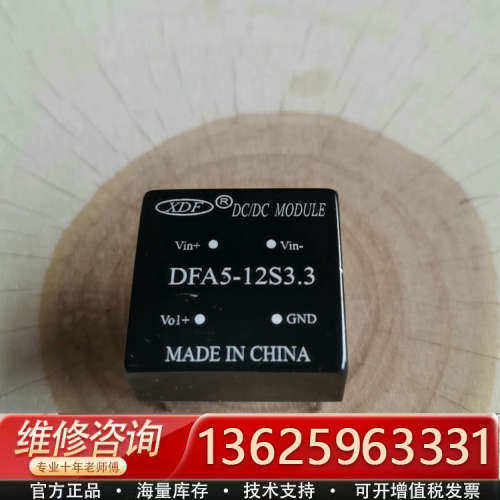 XDF ® DC/DC MODULE
Vin+ Vin-
DFA5-12S3.3
Vo1+ GND
MADE IN CHINA
维修咨询 13625963331
专业十年老师傅
官方正品 · 海量库存 · 技术支持 · 可开增值税发票